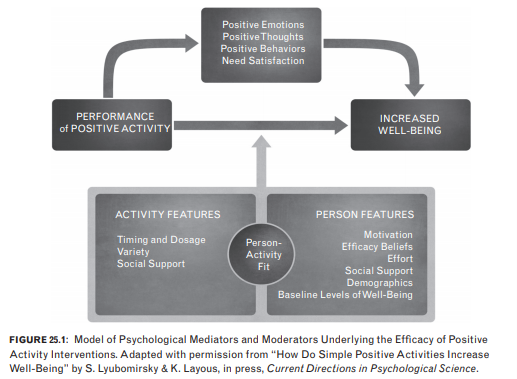 Positive Emotions
Positive Thoughts
Positive Behaviors
Need Satisfaction
PERFORMANCE
of POSITIVE ACTIVITY
INCREASED
WELL-BEING
ACTIVITY FEATURES
Timing and Dosage
Variety
Social Support
Person-
Activity
Fit
PERSON FEATURES
Motivation
Efficacy Beliefs
Effort
Social Support
Demographics
Baseline Levels of Well-Being
FIGURE 25.1: Model of Psychological Mediators and Moderators Underlying the Efficacy of Positive
Activity Interventions. Adapted with permission from “How Do Simple Positive Activities Increase
Well-Being” by S. Lyubomirsky & K. Layous, in press, Current Directions in Psychological Science.